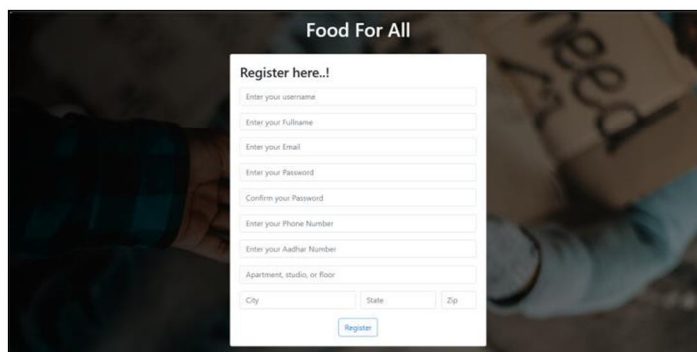 Food For All
Register here..!
Enter your username
Enter your Fullname
Enter your Email
Enter your Password
Confirm your Password
Enter your Phone Number
Enter your Aadhar Number
Apartment, studio, or floor
City State Zip
Register
need